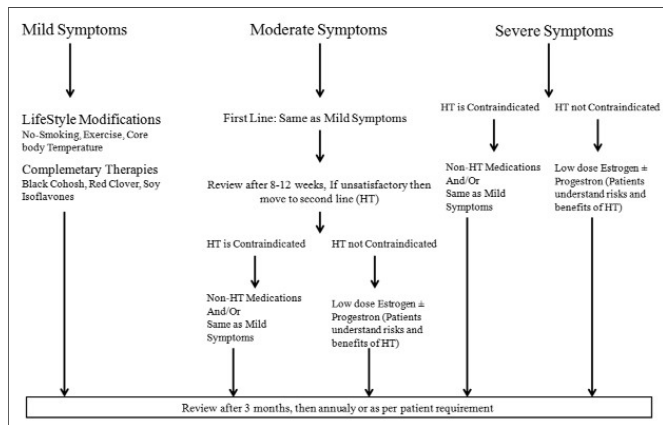 Mild Symptoms
LifeStyle Modifications
No-Smoking, Exercise, Core
body Temperature
Complemetary Therapies
Black Cohosh, Red Clover, Soy
Isoflavones
Moderate Symptoms
First Line: Same as Mild Symptoms
Review after 8-12 weeks, If unsatisfactory then
move to second line (HT)
HT is Contraindicated
Non-HT Medications
And/Or
Same as Mild
Symptoms
HT not Contraindicated
Low dose Estrogen ±
Progestron (Patients
understand risks and
benefits of HT)
Severe Symptoms
HT is Contraindicated
Non-HT Medications
And/Or
Same as Mild
Symptoms
HT not Contraindicated
Low dose Estrogen ±
Progestron (Patients
understand risks and
benefits of HT)
Review after 3 months, then annualy or as per patient requirement